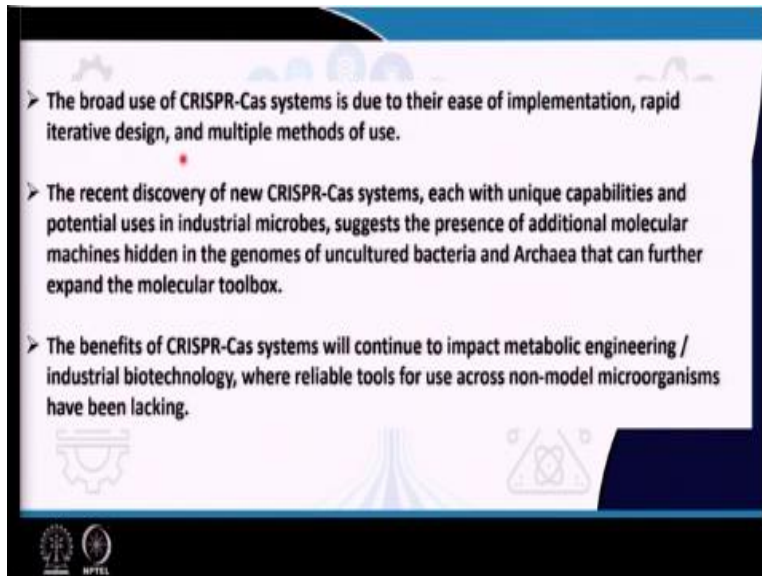 ➢ The broad use of CRISPR-Cas systems is due to their ease of implementation, rapid
iterative design, and multiple methods of use.
➢ The recent discovery of new CRISPR-Cas systems, each with unique capabilities and
potential uses in industrial microbes, suggests the presence of additional molecular
machines hidden in the genomes of uncultured bacteria and Archaea that can further
expand the molecular toolbox.
➢ The benefits of CRISPR-Cas systems will continue to impact metabolic engineering /
industrial biotechnology, where reliable tools for use across non-model microorganisms
have been lacking.
NPTEL